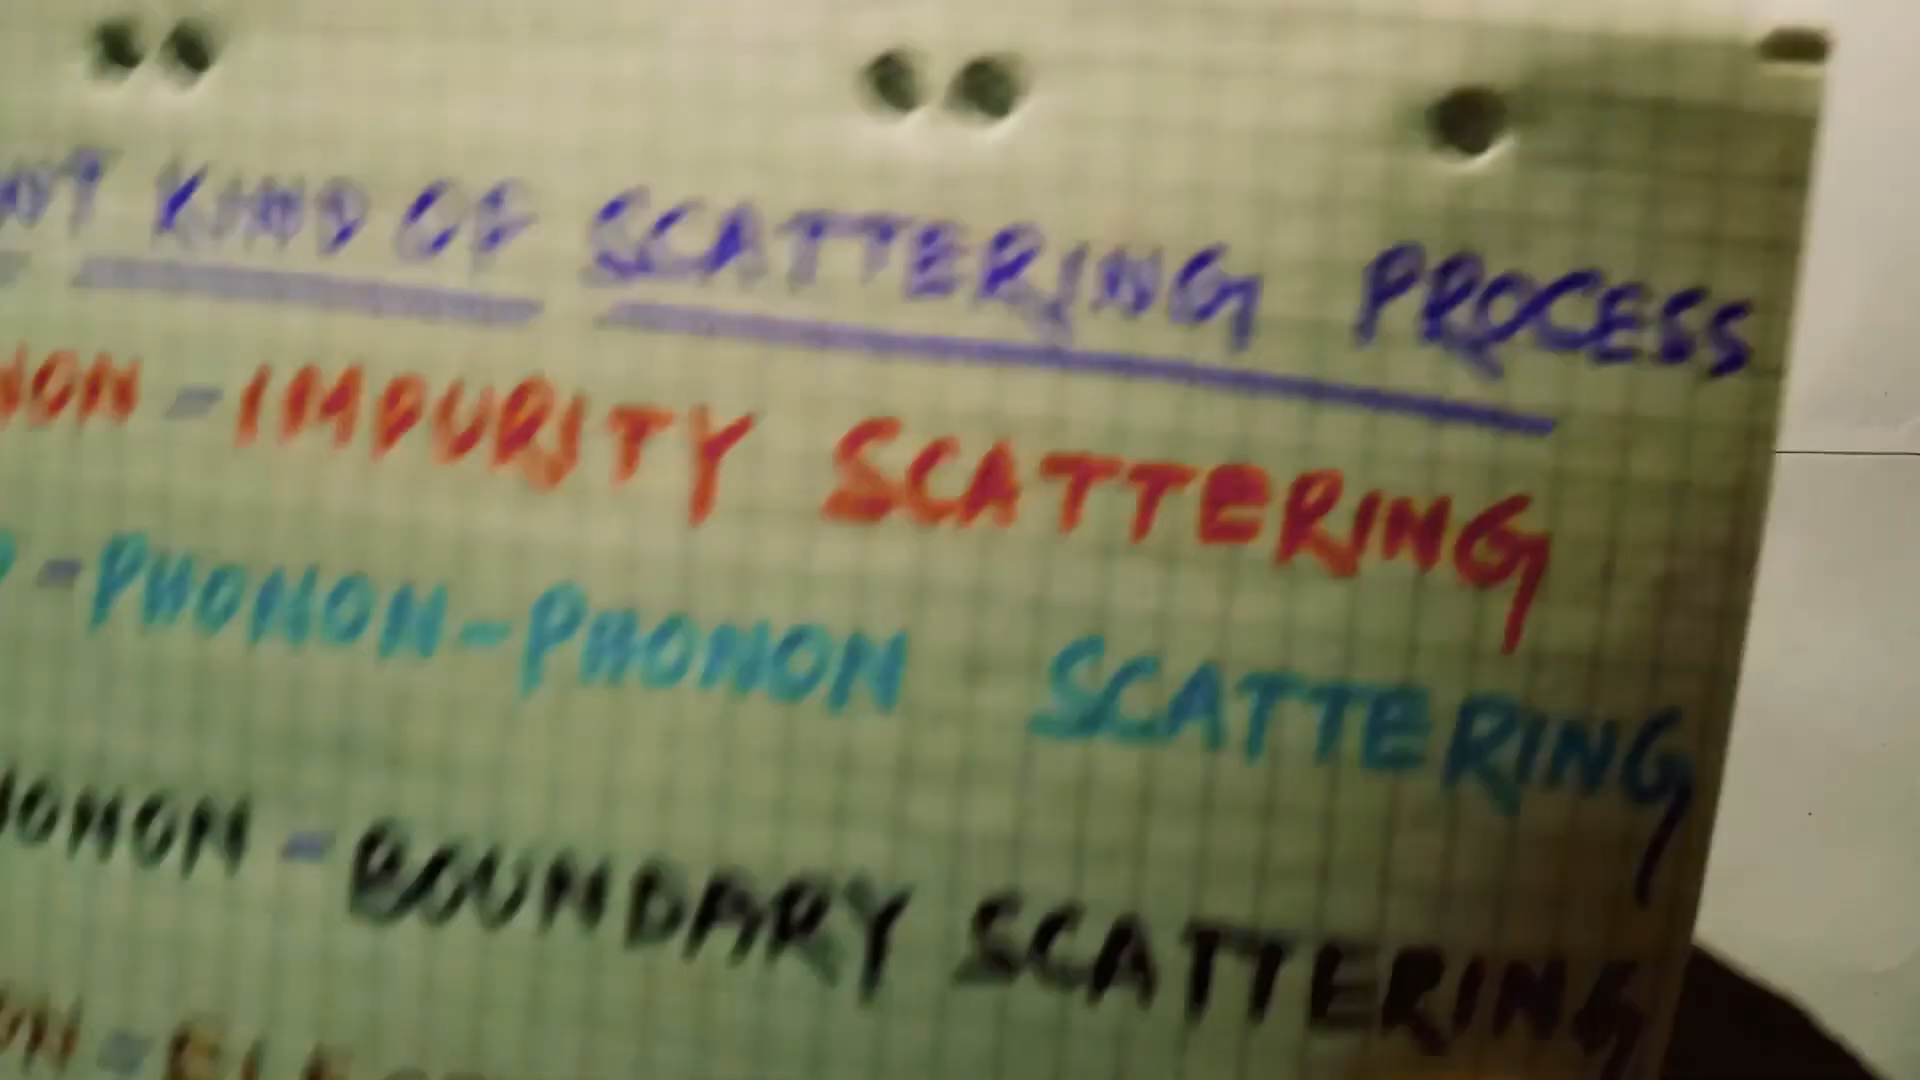 KIND OF SCATTERING PROCESS
- IMPURITY SCATTERING
- PHONON-PHONON SCATTERING
- BOUNDARY SCATTERING